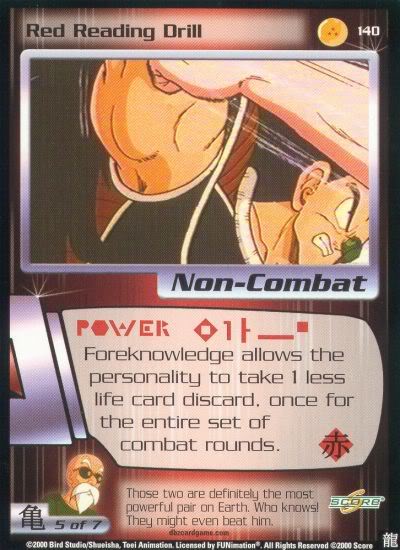 Red Reading Drill
140
Non-Combat
POWER
Foreknowledge allows the
personality to take 1 less
life card discard, once for
the entire set of
combat rounds.
赤
亀
5 of 7
Those two are definitely the most
powerful pair on Earth. Who knows!
They might even beat him.
SCORE
dbzcardgame.com
©2000 Bird Studio/Shueisha, Toei Animation. Licensed by FUNimation®. All Rights Reserved ©2000 Score
龍